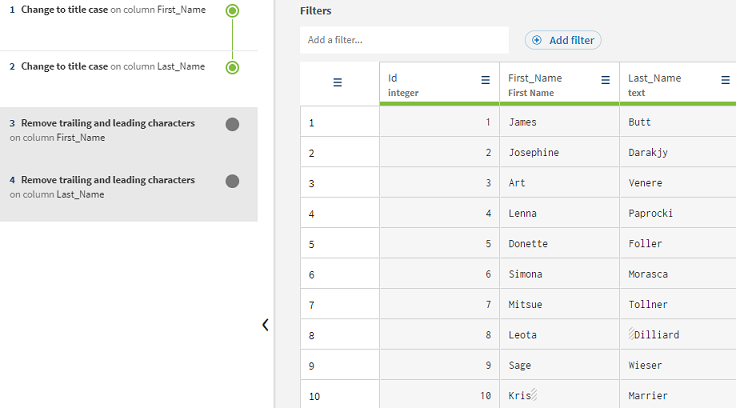 1 Change to title case on column First_Name
2 Change to title case on column Last_Name
3 Remove trailing and leading characters
on column First_Name
4 Remove trailing and leading characters
on column Last_Name
Filters
Add a filter...
Add filter
Id First_Name Last_Name
integer First Name text
1 1 James Butt
2 2 Josephine Darakjy
3 3 Art Venere
4 4 Lenna Paprocki
5 5 Donette Foller
6 6 Simona Morasca
7 7 Mitsue Tollner
8 8 Leota Dilliard
9 9 Sage Wieser
10 10 Kris Marrier